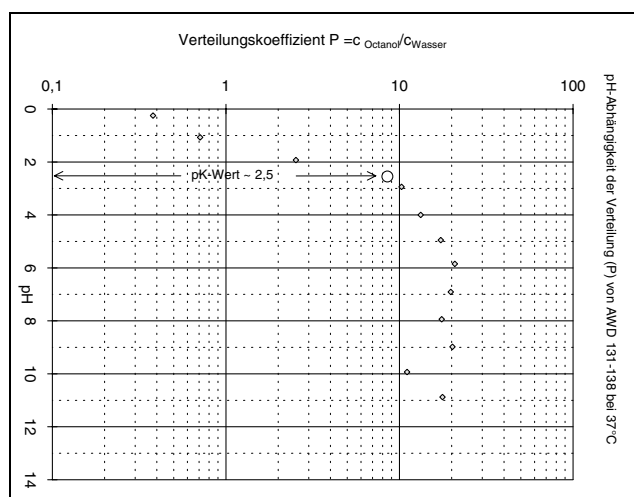 Verteilungskoeffizient P =c Octanol/cWasser
0,1 1 10 100
0
2
4
6
8
10
12
14
pH
pK-Wert ~ 2,5
pH-Abhängigkeit der Verteilung (P) von AWD 131-138 bei 37°C